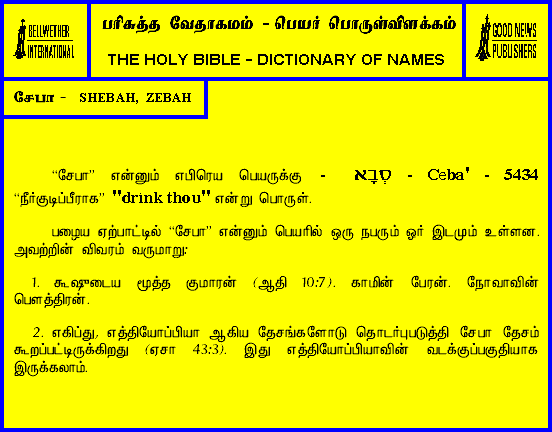 BELLWETHER
INTERNATIONAL
பரிசுத்த வேதாகமம் - பெயர் பொருள்விளக்கம்
THE HOLY BIBLE - DICTIONARY OF NAMES
GOOD NEWS
PUBLISHERS
சேபா - SHEBAH, ZEBAH
“சேபா” என்னும் எபிரெய பெயருக்கு - סְבָא - Ceba' - 5434
“நீர்குடிப்பீராக” "drink thou" என்று பொருள்.
பழைய ஏற்பாட்டில் “சேபா” என்னும் பெயரில் ஒரு நபரும் ஓர் இடமும் உள்ளன.
அவற்றின் விவரம் வருமாறு:
1. கூஷுடைய மூத்த குமாரன் (ஆதி 10:7). காமின் பேரன். நோவாவின்
பௌத்திரன்.
2. எகிப்து, எத்தியோப்பியா ஆகிய தேசங்களோடு தொடர்புபடுத்தி சேபா தேசம்
கூறப்பட்டிருக்கிறது (ஏசா 43:3). இது எத்தியோப்பியாவின் வடக்குப்பகுதியாக
இருக்கலாம்.